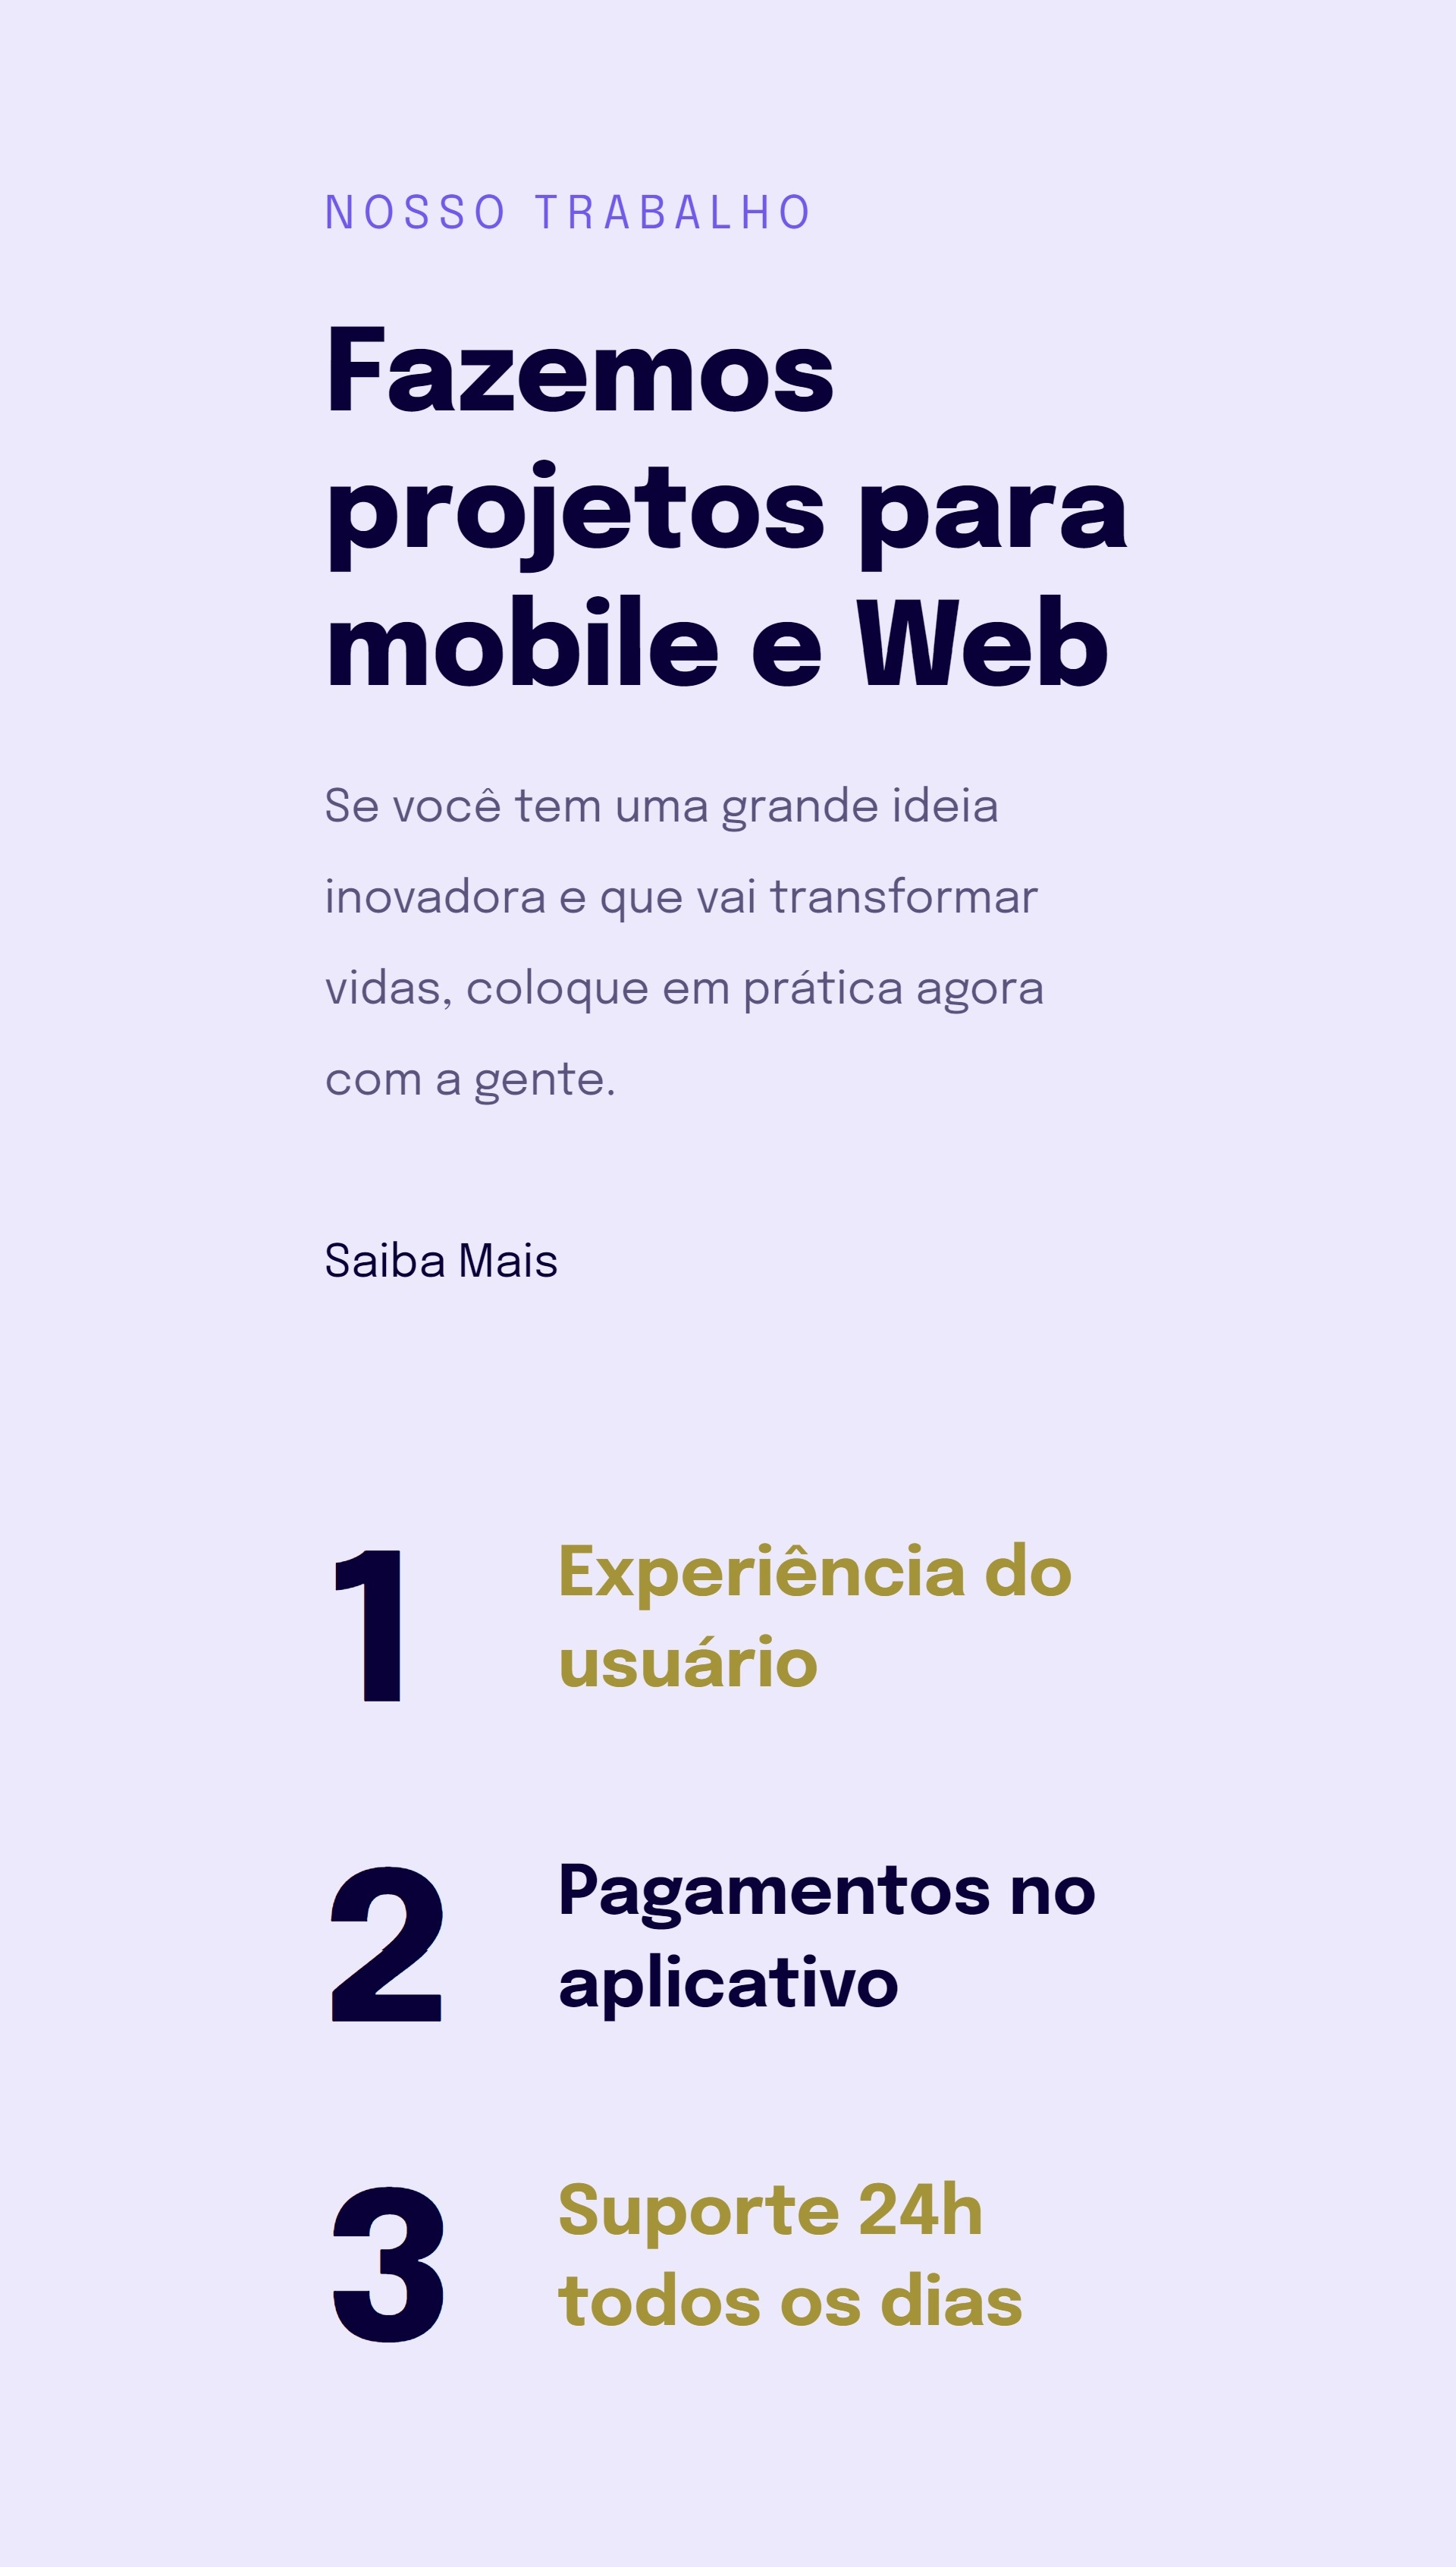 NOSSO TRABALHO
Fazemos
projetos para
mobile e Web
Se você tem uma grande ideia
inovadora e que vai transformar
vidas, coloque em prática agora
com a gente.
Saiba Mais
1
Experiência do
usuário
2
Pagamentos no
aplicativo
3
Suporte 24h
todos os dias